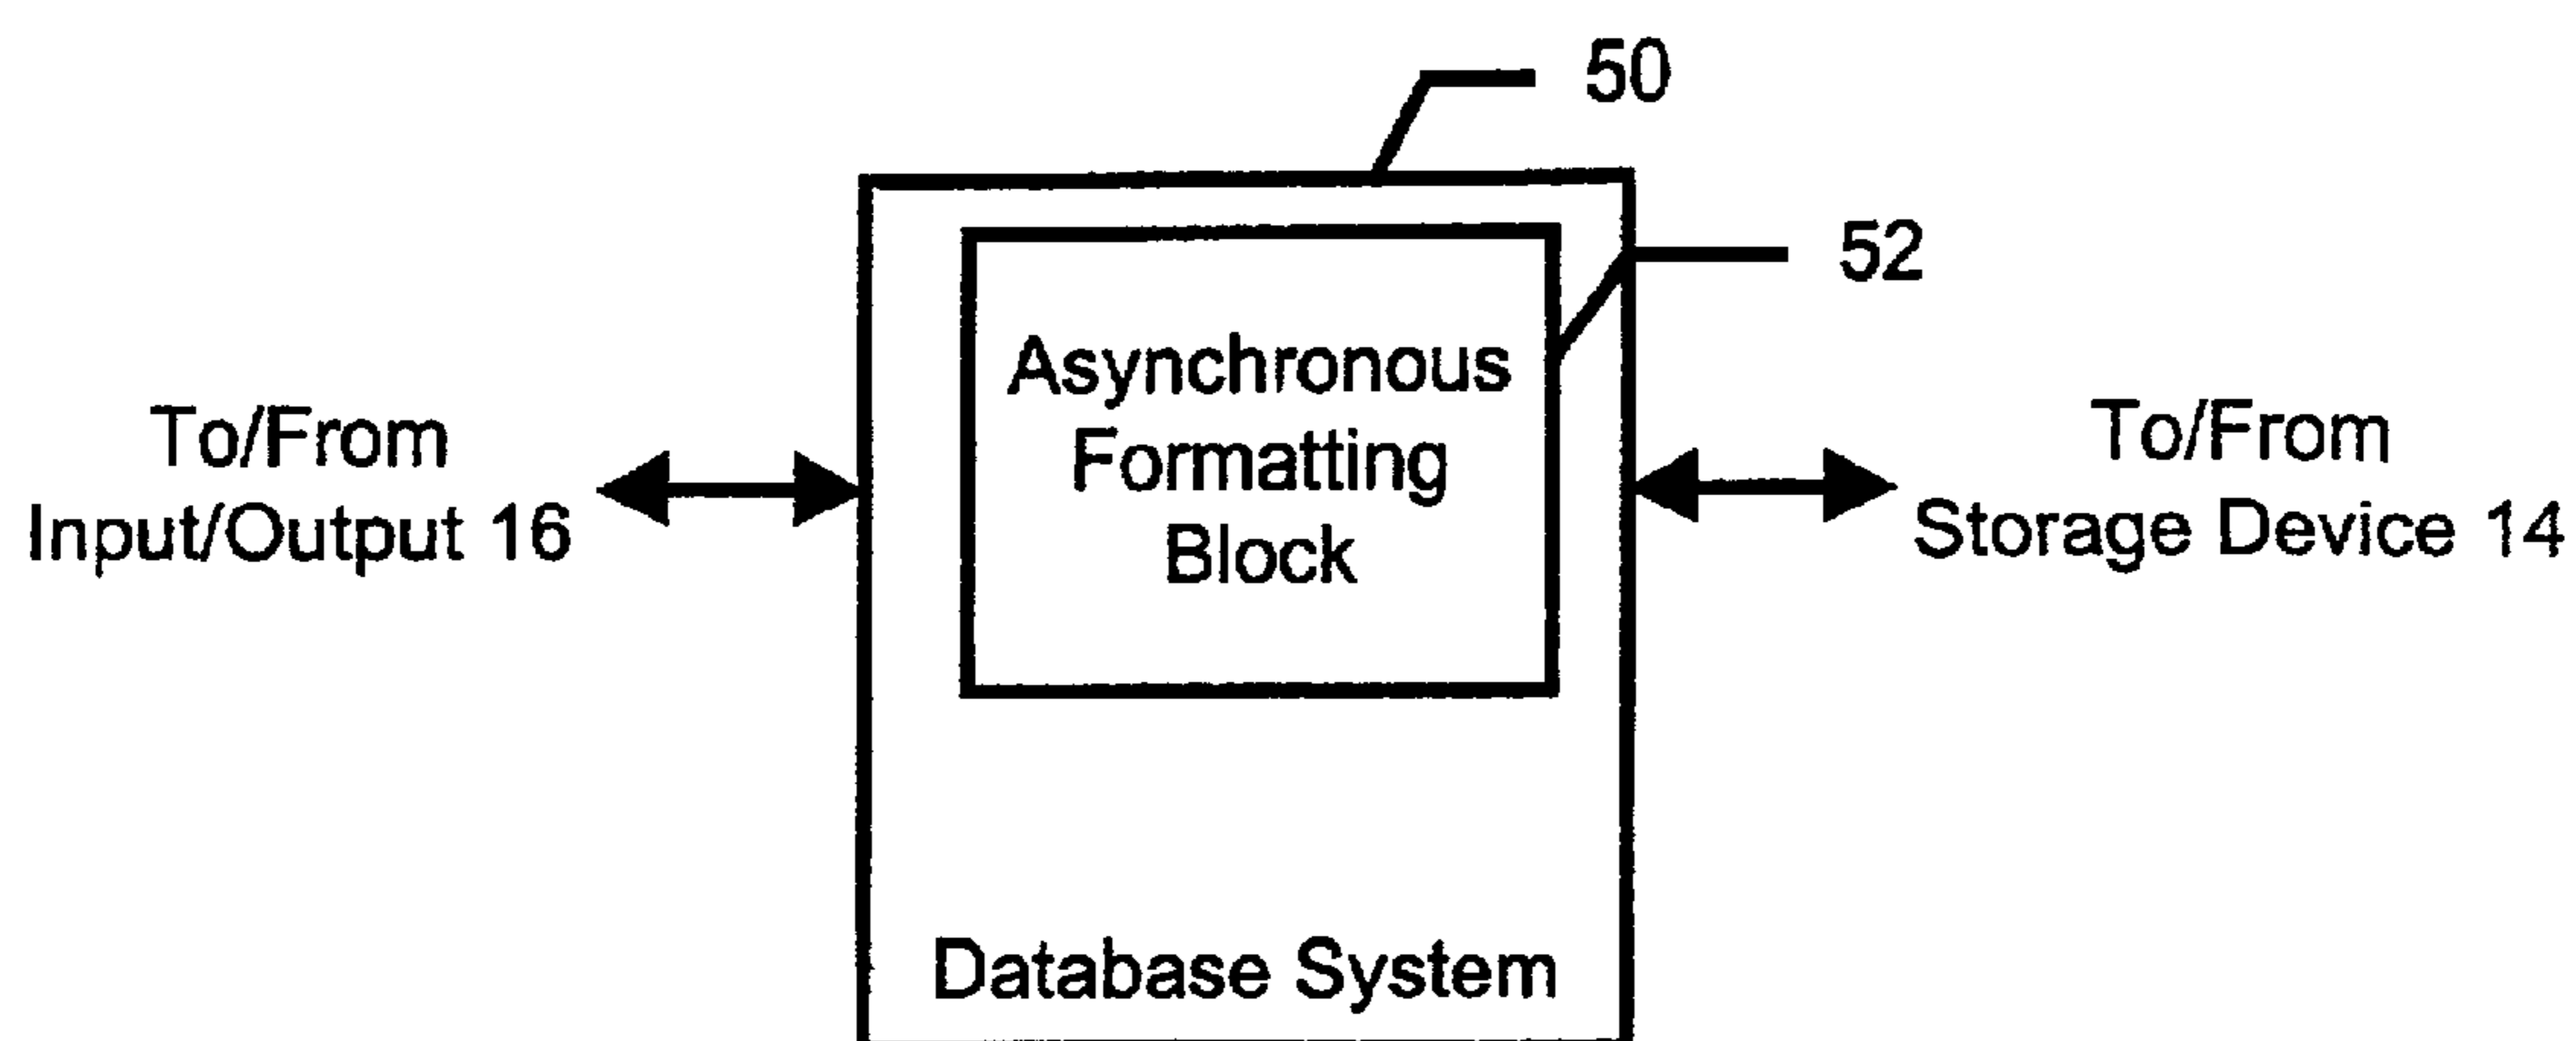 50
52
Asynchronous
Formatting
Block
To/From
Input/Output 16
To/From
Storage Device 14
Database System